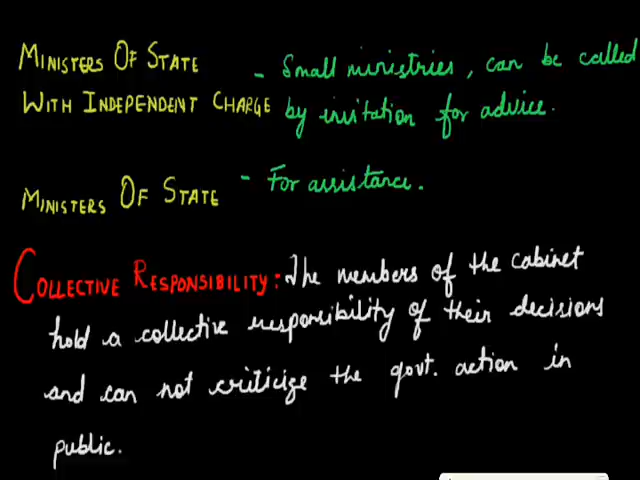 MINISTERS OF STATE - Small ministries, can be called
WITH INDEPENDENT CHARGE by invitation for advice.
MINISTERS OF STATE - For assistance.
COLLECTIVE RESPONSIBILITY: The members of the cabinet
hold a collective responsibility of their decisions
and can not criticize the govt. action in
public.